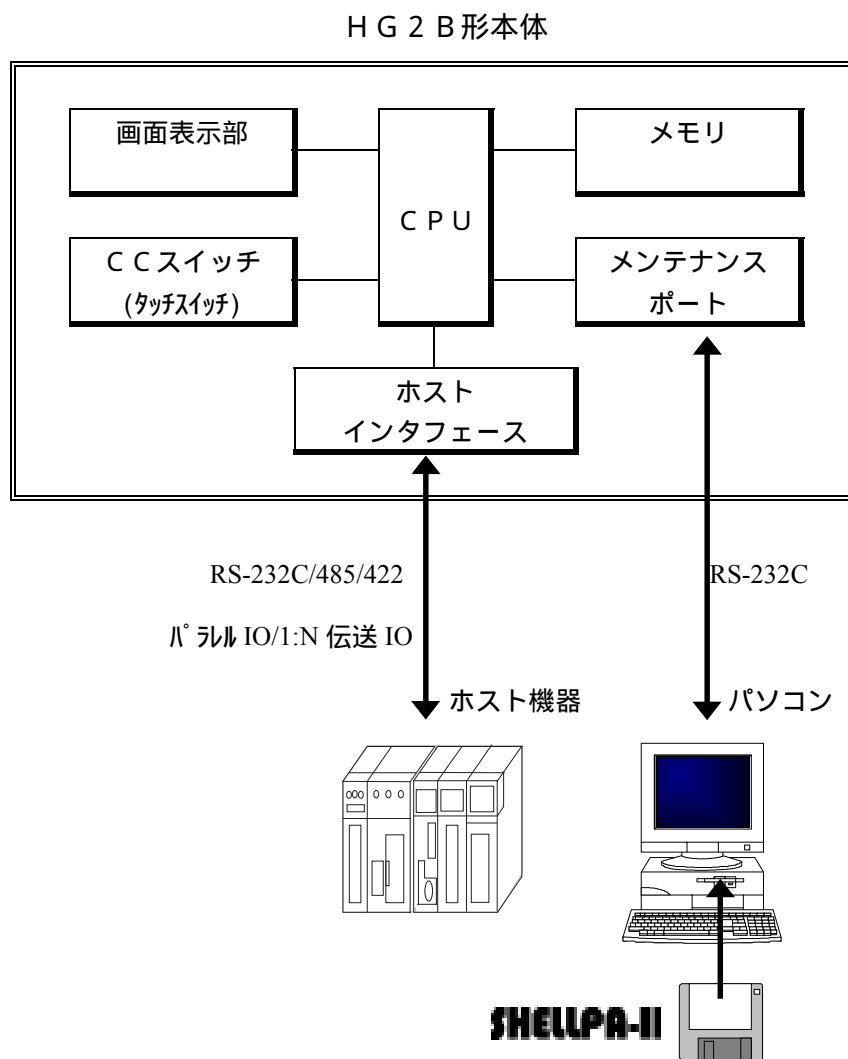 ＨＧ２Ｂ形本体
画面表示部
メモリ
ＣＰＵ
ＣＣスイッチ
(ﾀｯﾁｽｲｯﾁ)
メンテナンス
ポート
ホスト
インタフェース
RS-232C/485/422
RS-232C
ﾊﾟﾗﾚﾙ IO/1:N 伝送 IO
ホスト機器
パソコン
SHELLPA-II